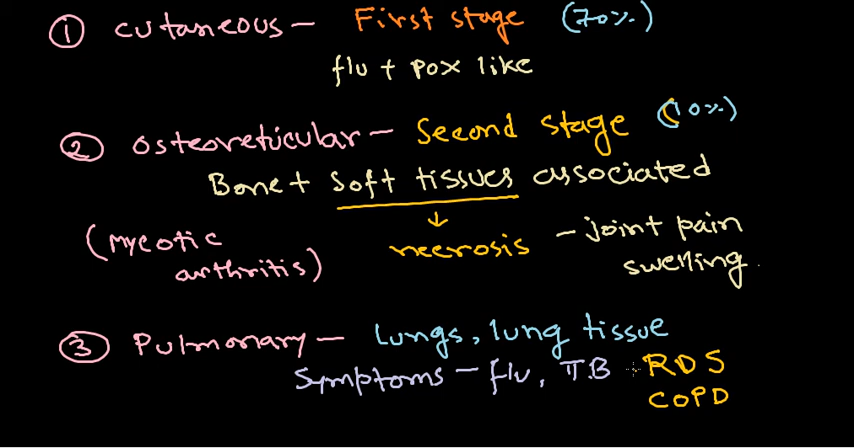 ① cutaneous – First stage (70%)
flu + pox like
② Osteoreticular – Second stage (10%)
Bone + soft tissues associated
↓
(Mycotic arthritis) necrosis – joint pain
swelling
③ Pulmonary – Lungs, lung tissue
Symptoms – flu, TB + RDS
COPD